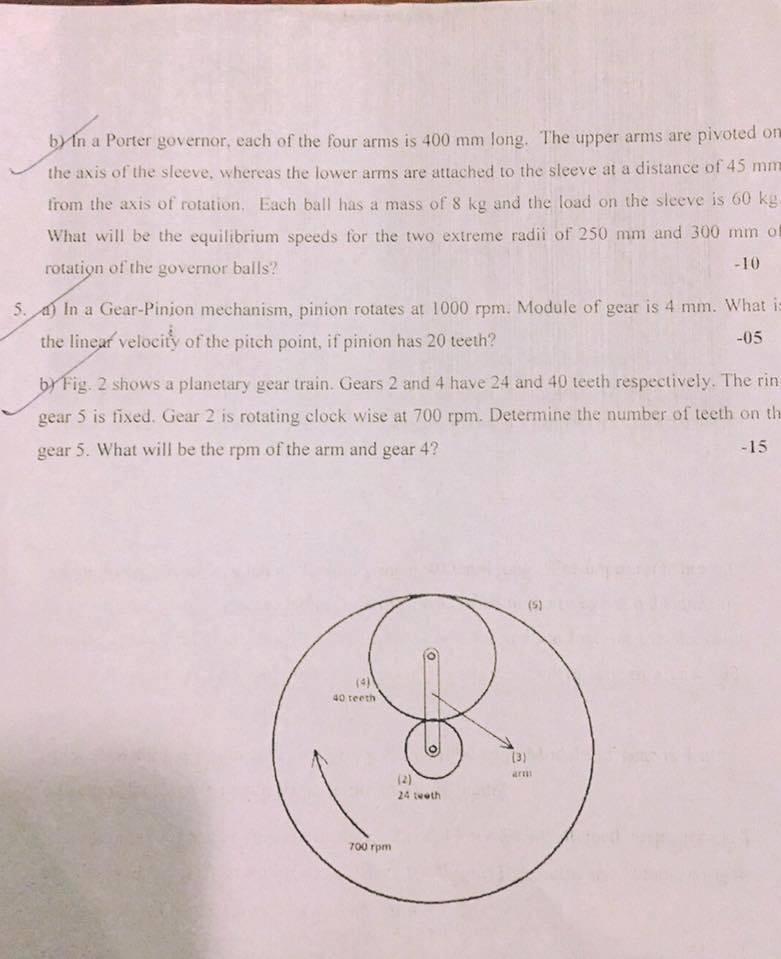 b) In a Porter governor, each of the four arms is 400 mm long. The upper arms are pivoted on
the axis of the sleeve, whereas the lower arms are attached to the sleeve at a distance of 45 mm
from the axis of rotation. Each ball has a mass of 8 kg and the load on the sleeve is 60 kg.
What will be the equilibrium speeds for the two extreme radii of 250 mm and 300 mm of
rotation of the governor balls? -10
5. a) In a Gear-Pinion mechanism, pinion rotates at 1000 rpm. Module of gear is 4 mm. What is
the linear velocity of the pitch point, if pinion has 20 teeth? -05
b) Fig. 2 shows a planetary gear train. Gears 2 and 4 have 24 and 40 teeth respectively. The rin
gear 5 is fixed. Gear 2 is rotating clock wise at 700 rpm. Determine the number of teeth on th
gear 5. What will be the rpm of the arm and gear 4? -15
(5)
(4)
40 teeth
(3)
arm
(2)
24 teeth
700 rpm